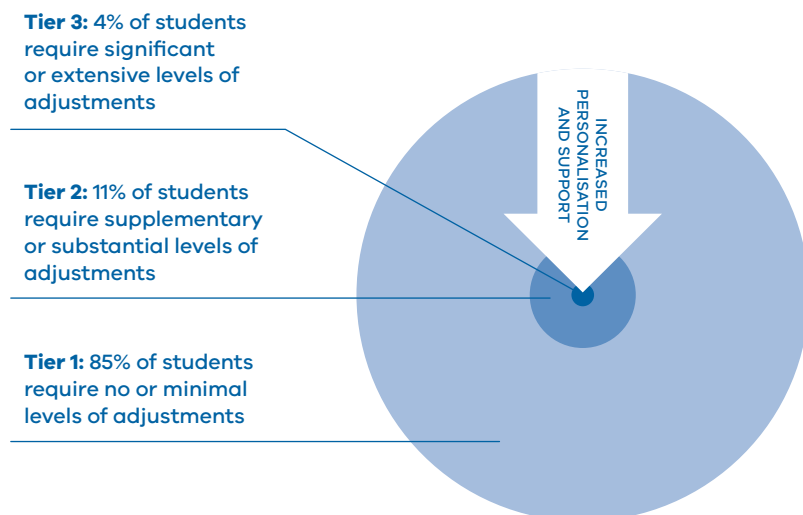 Tier 3: 4% of students
require significant
or extensive levels of
adjustments
Tier 2: 11% of students
require supplementary
or substantial levels of
adjustments
Tier 1: 85% of students
require no or minimal
levels of adjustments
INCREASED
PERSONALISATION
AND SUPPORT